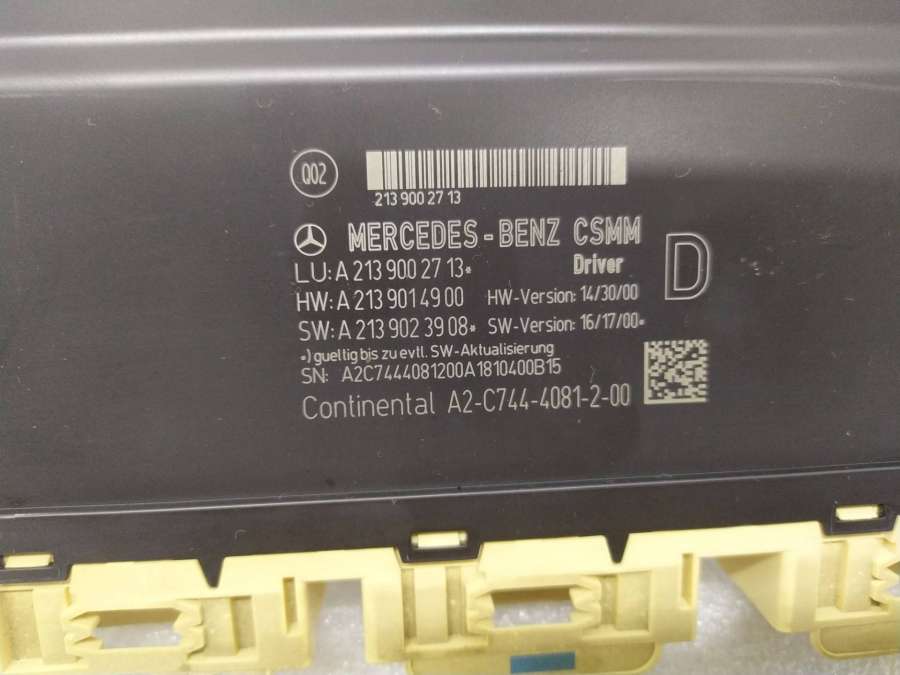 Q02
213 900 27 13
MERCEDES-BENZ CSMM
Driver
D
LU: A 213 900 27 13*
HW: A 213 901 49 00 HW-Version: 14/30/00
SW: A 213 902 39 08* SW-Version: 16/17/00*
*) gueltig bis zu evtl. SW-Aktualisierung
SN: A2C7444081200A1810400B15
Continental A2-C744-4081-2-00